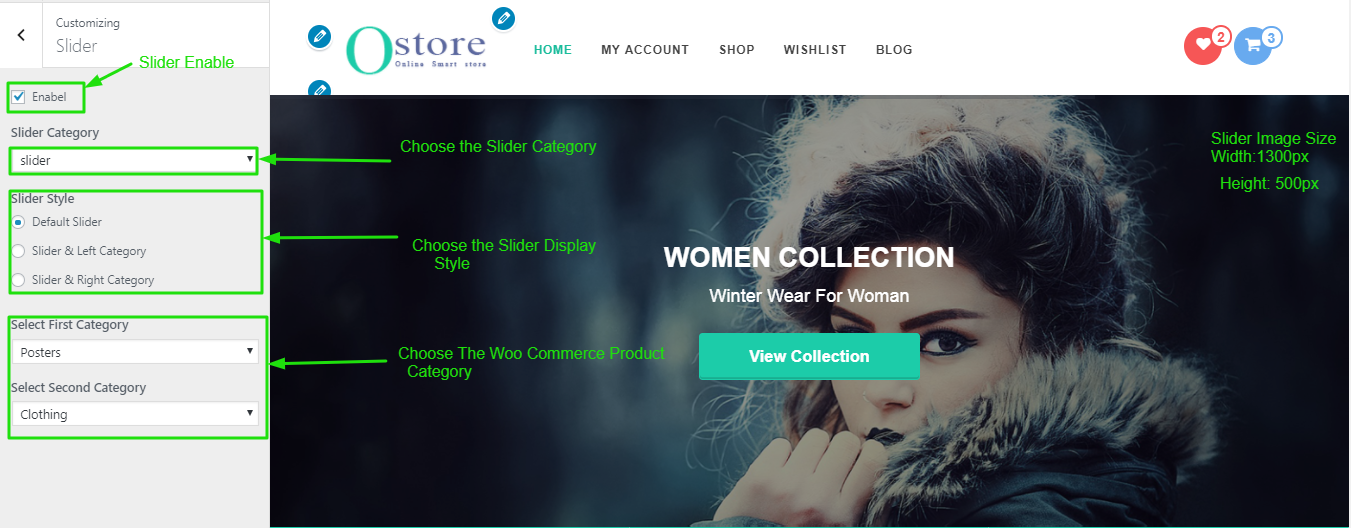 Customizing
Slider
Slider Enable
Enabel
Slider Category
slider
Slider Style
Default Slider
Slider & Left Category
Slider & Right Category
Select First Category
Posters
Select Second Category
Clothing
Ostore
Online Smart store
HOME MY ACCOUNT SHOP WISHLIST BLOG
2
3
Choose the Slider Category
Slider Image Size
Width:1300px
Height: 500px
Choose the Slider Display
Style
WOMEN COLLECTION
Winter Wear For Woman
View Collection
Choose The Woo Commerce Product
Category